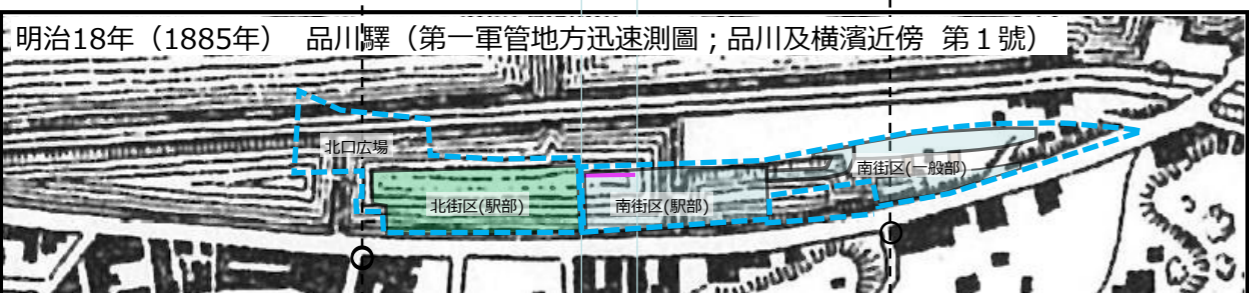 明治18年（1885年）　品川驛（第一軍管地方迅速測圖；品川及横濱近傍 第１號）
北口広場
南街区(一般部)
北街区(駅部)
南街区(駅部)